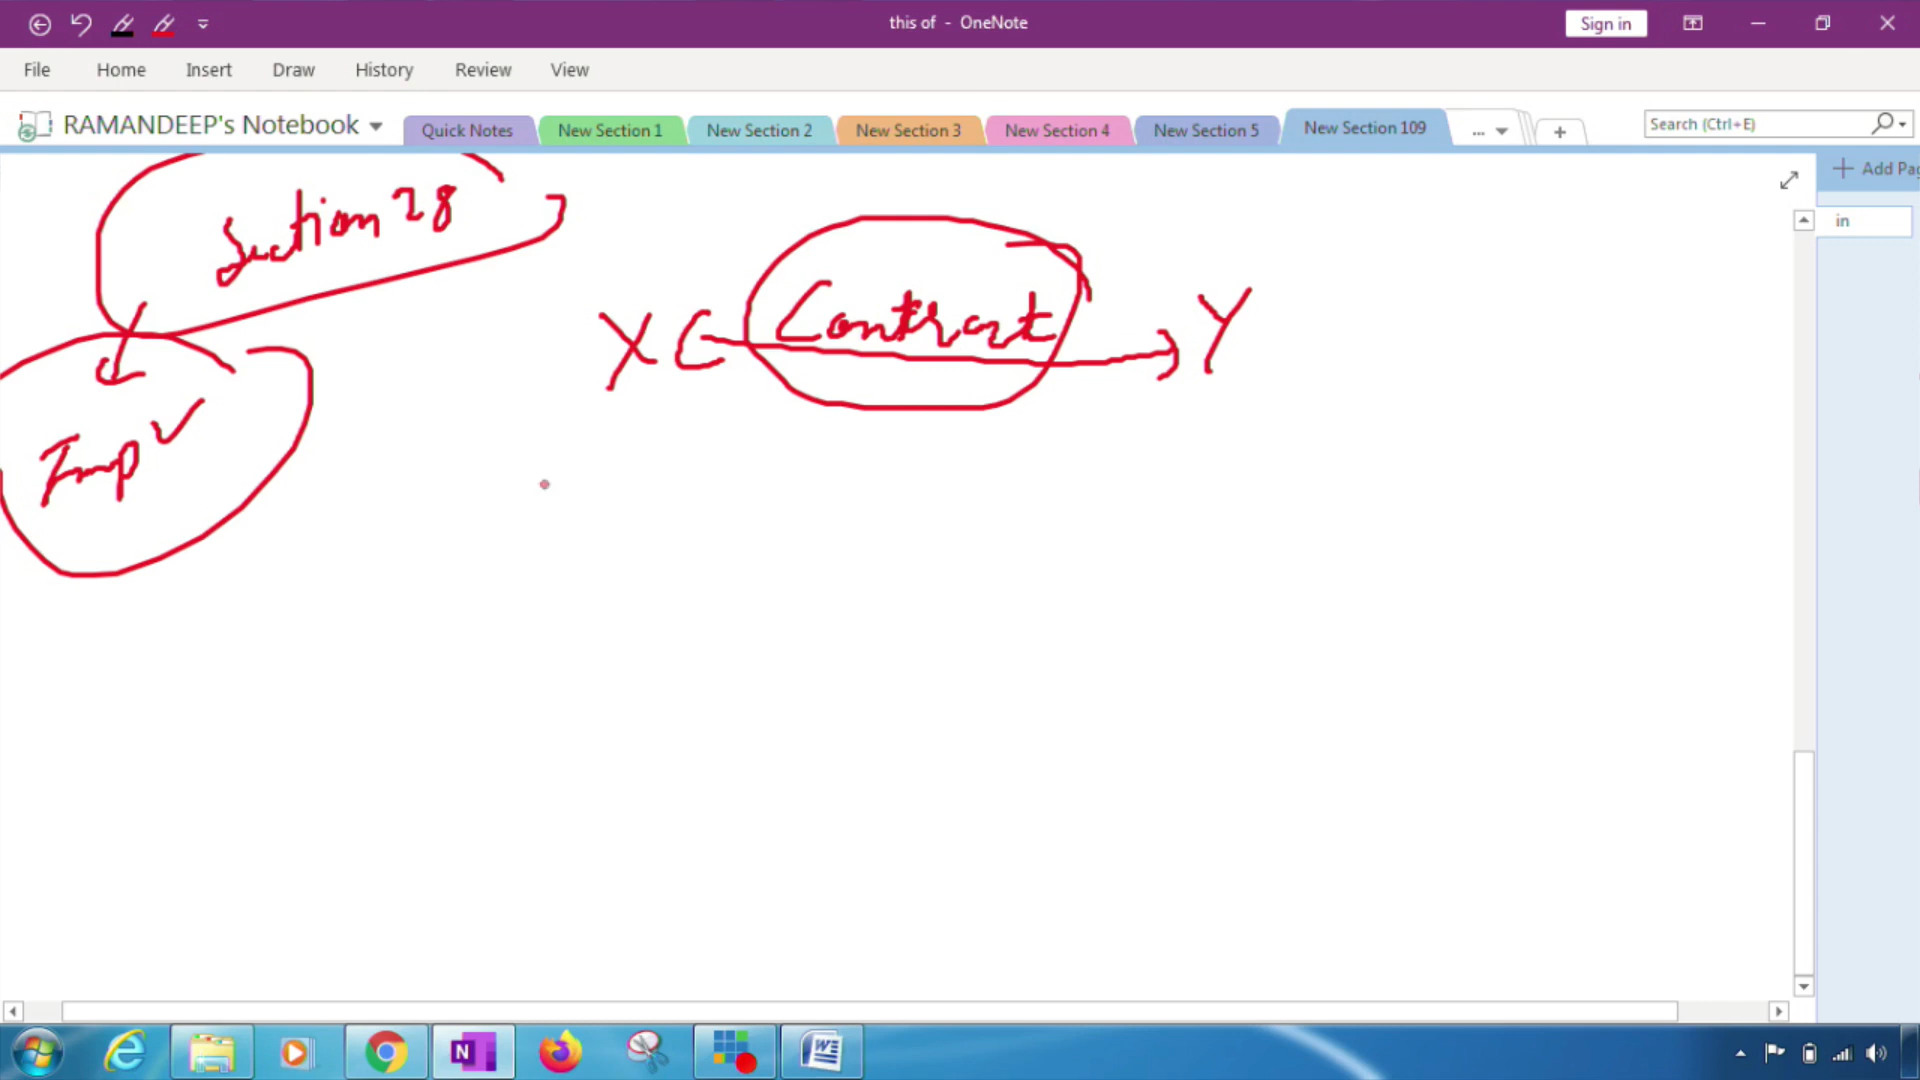 this of - OneNote
Sign in
File Home Insert Draw History Review View
RAMANDEEP's Notebook
Quick Notes New Section 1 New Section 2 New Section 3 New Section 4 New Section 5 New Section 109 ... +
Search (Ctrl+E)
Add Pag
in
Section 28
X Contract Y
Imp ✓